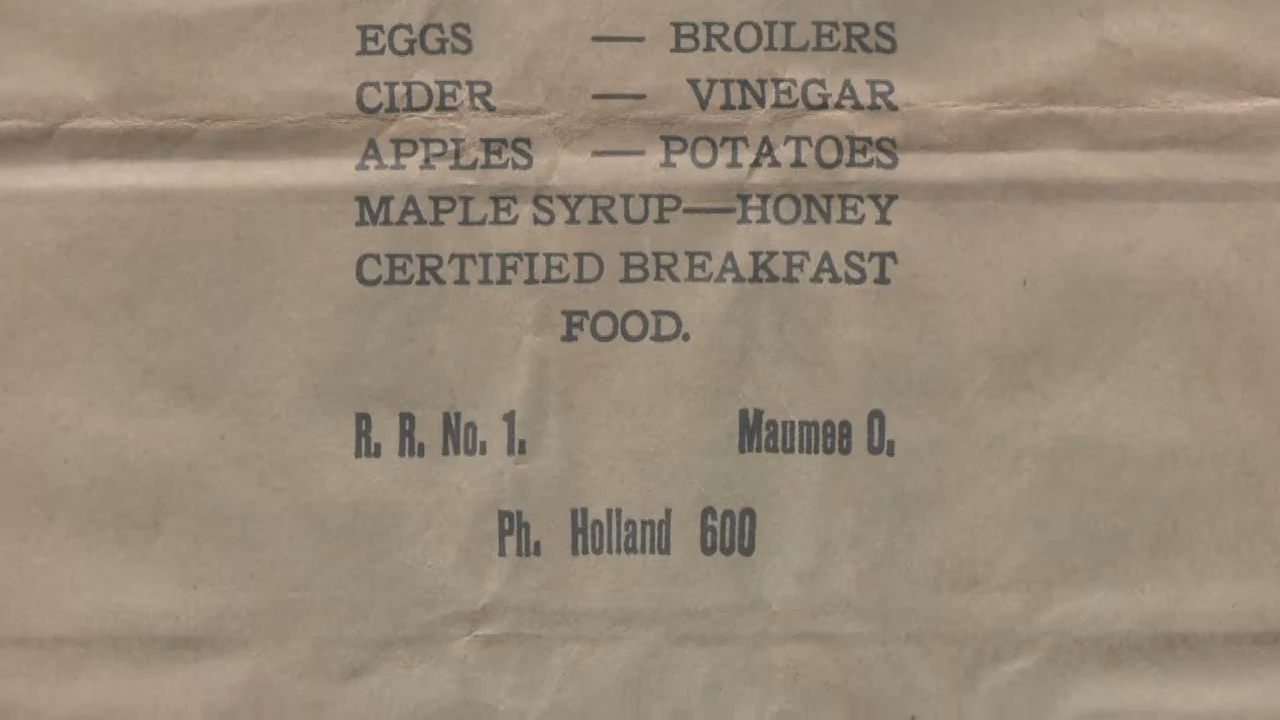 EGGS — BROILERS
CIDER — VINEGAR
APPLES — POTATOES
MAPLE SYRUP—HONEY
CERTIFIED BREAKFAST
FOOD.
R. R. No. 1. Maumee O.
Ph. Holland 600